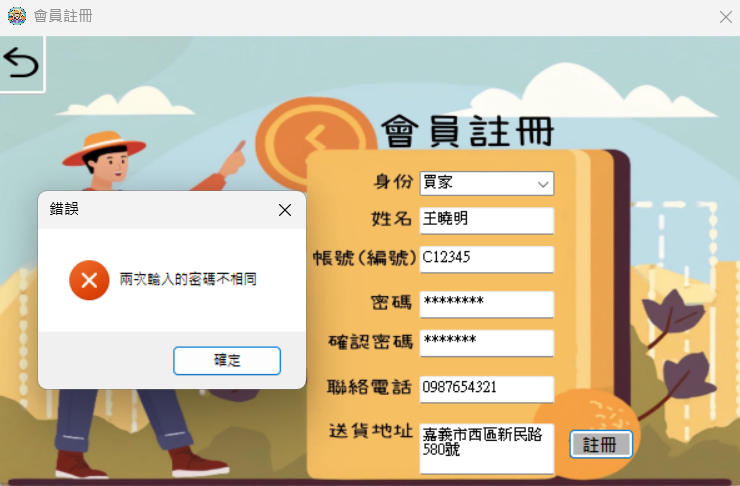 會員註冊
會員註冊
身份 買家
姓名 王曉明
帳號(編號) C12345
密碼 ********
確認密碼 *******
聯絡電話 0987654321
送貨地址 嘉義市西區新民路
580號
註冊
錯誤
兩次輸入的密碼不相同
確定